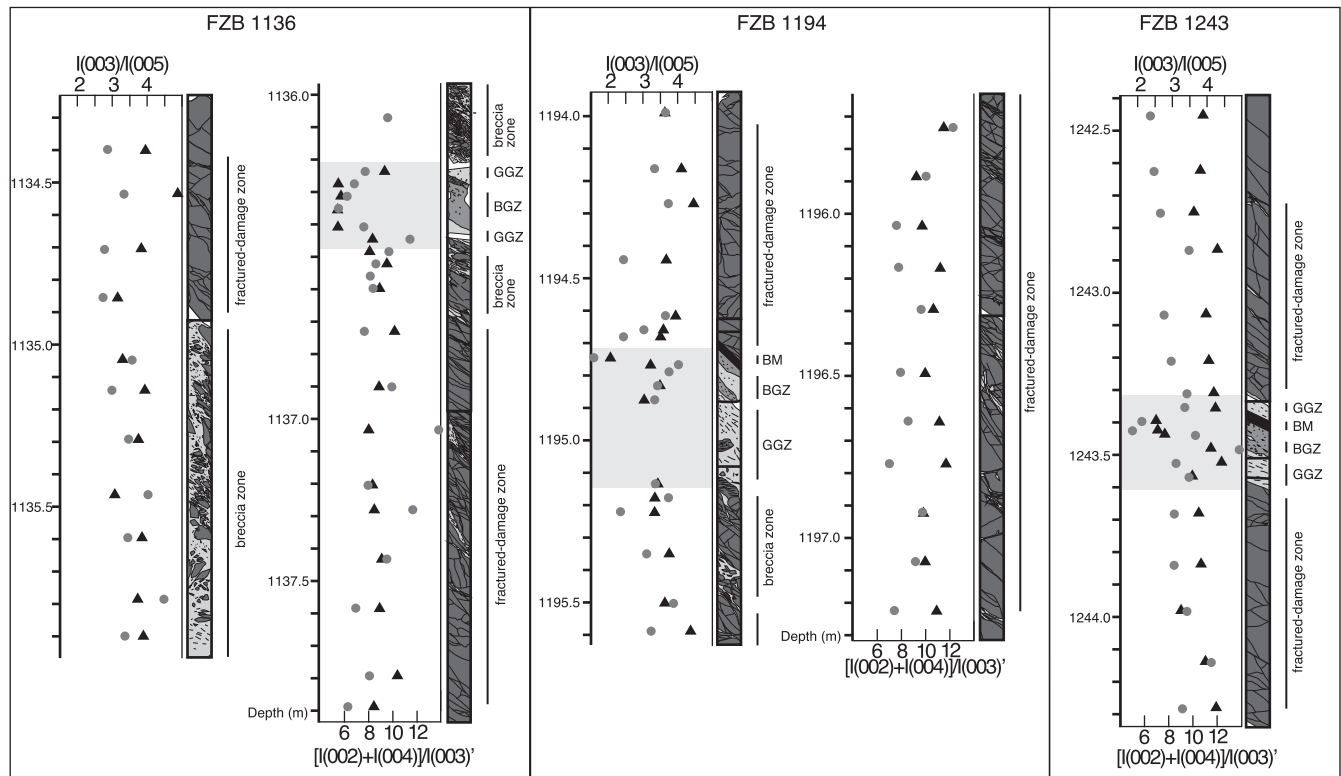 FZB 1136
I(003)/I(005)
2 3 4
1134.5
1135.0
1135.5
fractured-damage zone
breccia zone
1136.0
1137.0
1137.5
Depth (m)
6 8 10 12
[I(002)+I(004)]/I(003)'
breccia
zone
GGZ
BGZ
GGZ
breccia
zone
fractured-damage zone
FZB 1194
I(003)/I(005)
2 3 4
1194.0
1194.5
1195.0
1195.5
fractured-damage zone
BM
BGZ
GGZ
breccia zone
1196.0
1196.5
1197.0
Depth (m)
6 8 10 12
[I(002)+I(004)]/I(003)'
fractured-damage zone
FZB 1243
I(003)/I(005)
2 3 4
1242.5
1243.0
1243.5
1244.0
6 8 10 12
[I(002)+I(004)]/I(003)'
fractured-damage zone
GGZ
BM
BGZ
GGZ
fractured-damage zone